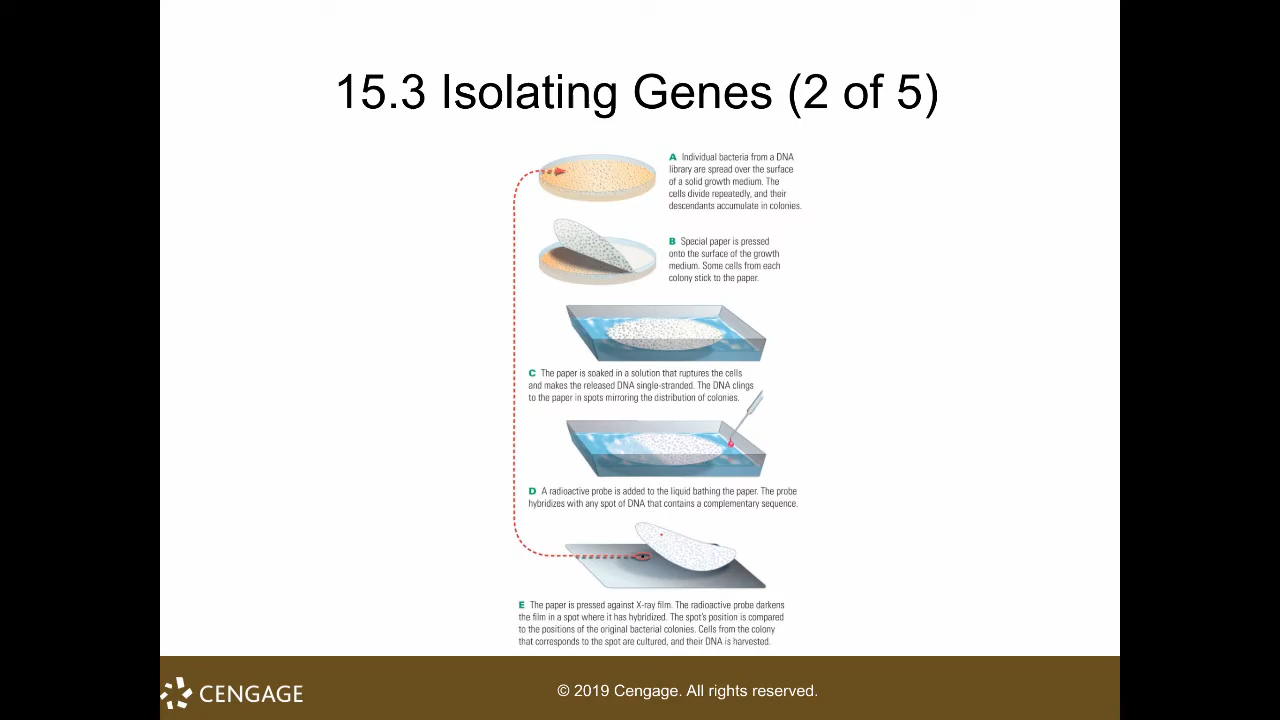 15.3 Isolating Genes (2 of 5)
A Individual bacteria from a DNA
library are spread over the surface
of a solid growth medium. The
cells divide repeatedly, and their
descendants accumulate in colonies.
B Special paper is pressed
onto the surface of the growth
medium. Some cells from each
colony stick to the paper.
C The paper is soaked in a solution that ruptures the cells
and makes the released DNA single-stranded. The DNA clings
to the paper in spots mirroring the distribution of colonies.
D A radioactive probe is added to the liquid bathing the paper. The probe
hybridizes with any spot of DNA that contains a complementary sequence.
E The paper is pressed against X-ray film. The radioactive probe darkens
the film in a spot where it has hybridized. The spot's position is compared
to the positions of the original bacterial colonies. Cells from the colony
that corresponds to the spot are cultured, and their DNA is harvested.
CENGAGE
© 2019 Cengage. All rights reserved.